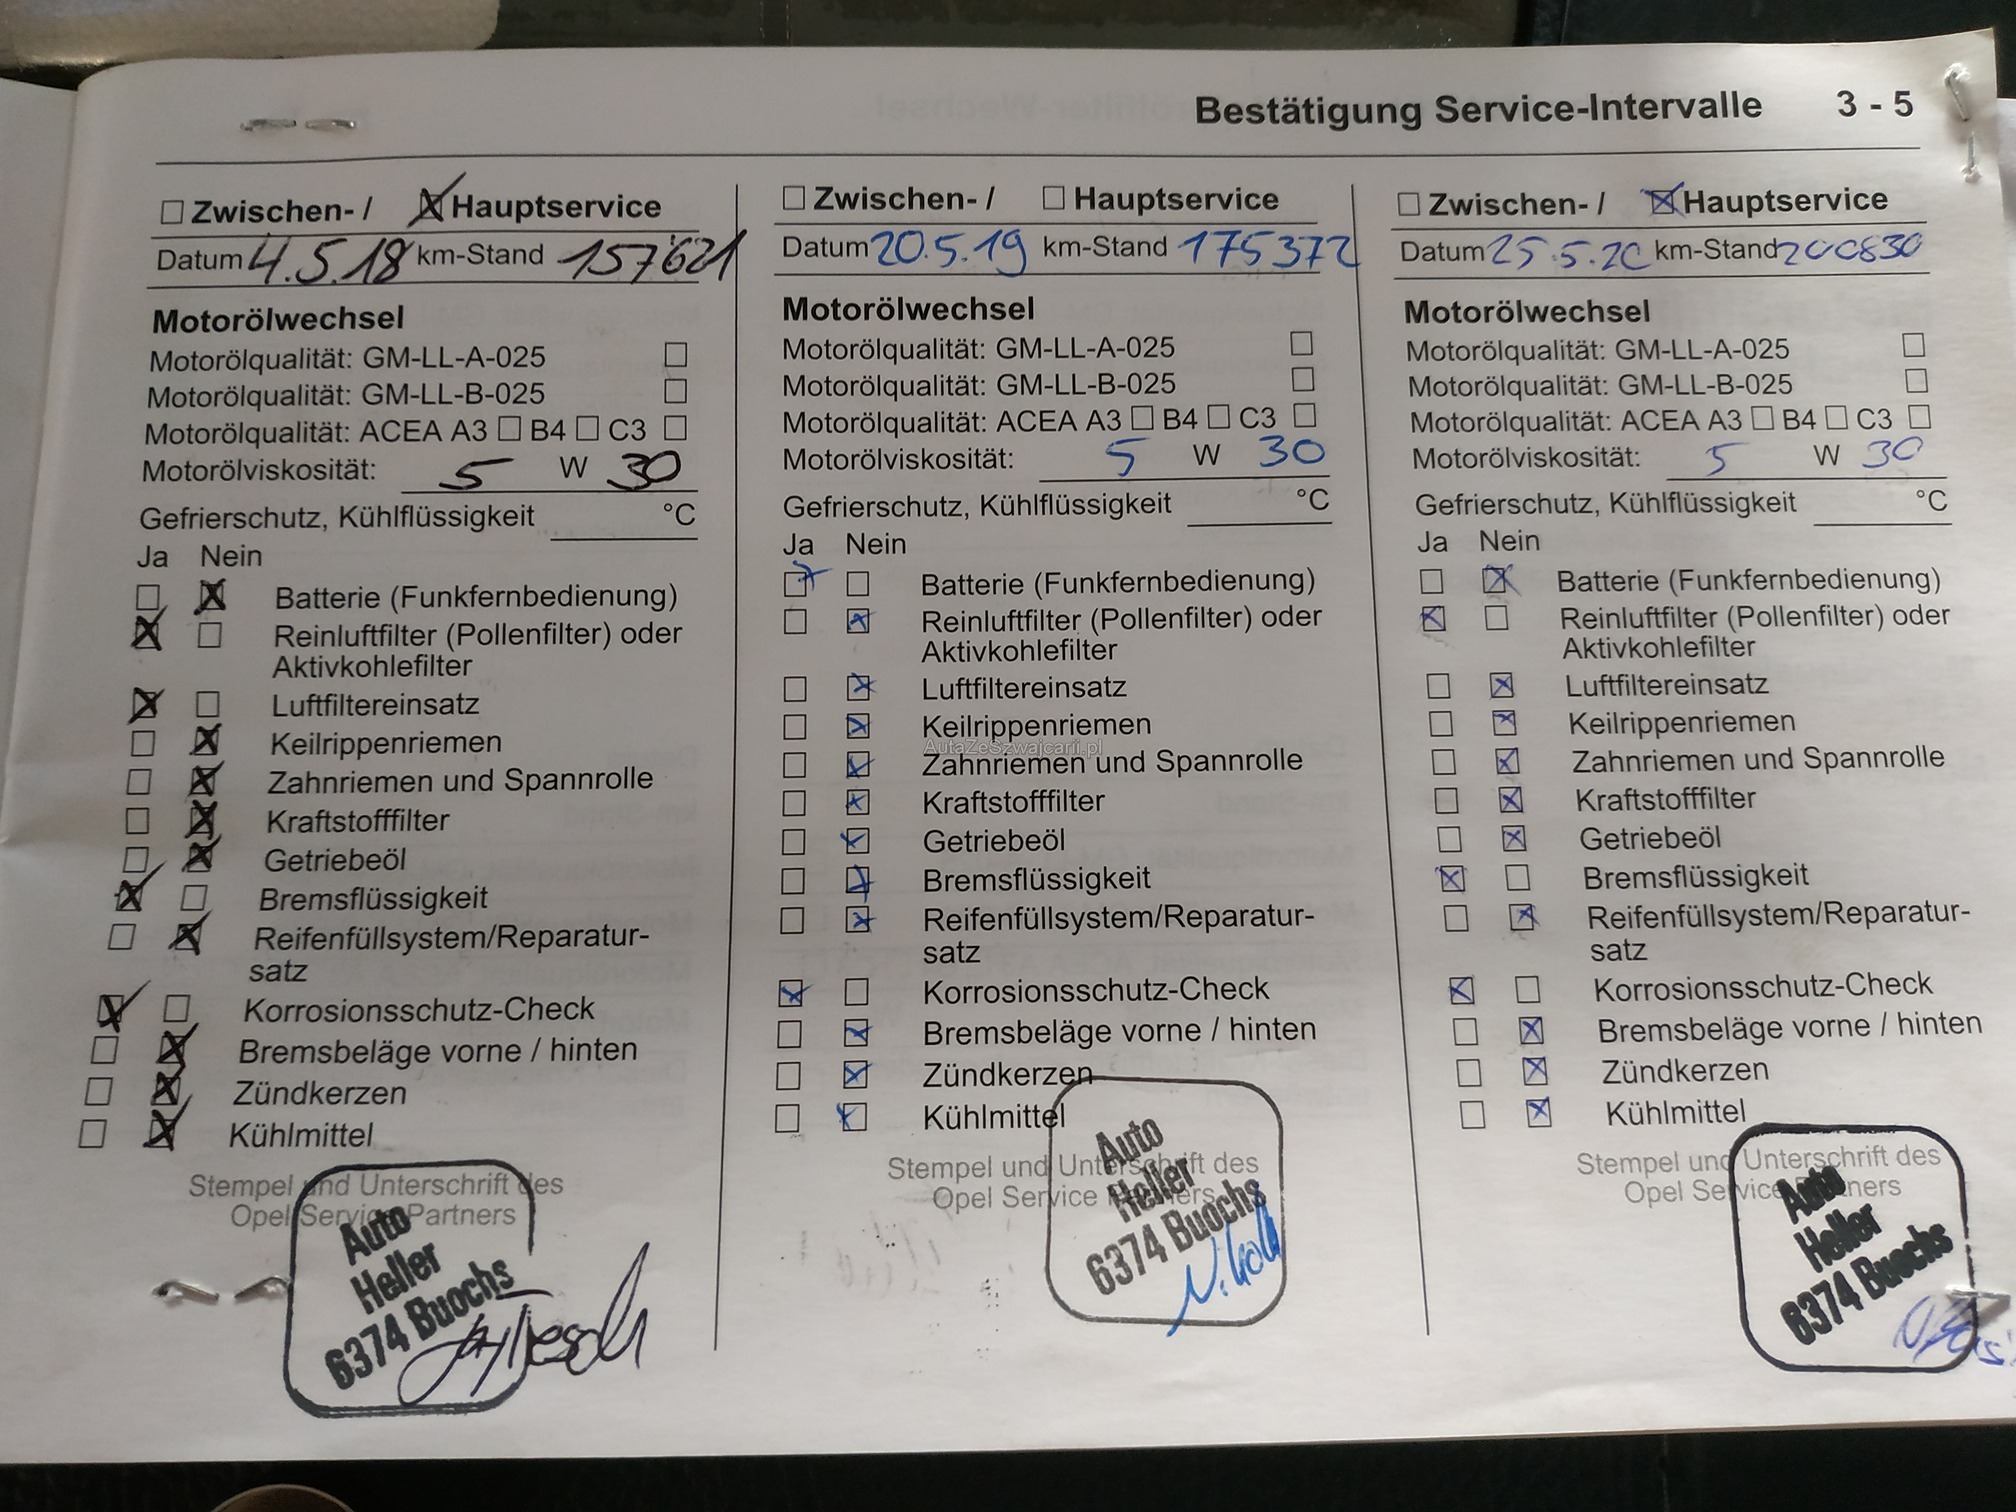 Bestätigung Service-Intervalle 3 - 5
Zwischen- / Hauptservice
Datum 4.5.18 km-Stand 157'621
Motorölwechsel
Motorölqualität: GM-LL-A-025
Motorölqualität: GM-LL-B-025
Motorölqualität: ACEA A3 B4 C3
Motorölviskosität: 5 W 30
Gefrierschutz, Kühlflüssigkeit °C
Ja Nein
Batterie (Funkfernbedienung)
Reinluftfilter (Pollenfilter) oder
Aktivkohlefilter
Luftfiltereinsatz
Keilrippenriemen
Zahnriemen und Spannrolle
Kraftstofffilter
Getriebeöl
Bremsflüssigkeit
Reifenfüllsystem/Reparatur-
satz
Korrosionsschutz-Check
Bremsbeläge vorne / hinten
Zündkerzen
Kühlmittel
Stempel und Unterschrift des
Opel Service Partners
Auto
Heller
6374 Buochs
Zwischen- / Hauptservice
Datum 20.5.19 km-Stand 175372
Motorölwechsel
Motorölqualität: GM-LL-A-025
Motorölqualität: GM-LL-B-025
Motorölqualität: ACEA A3 B4 C3
Motorölviskosität: 5 W 30
Gefrierschutz, Kühlflüssigkeit °C
Ja Nein
Batterie (Funkfernbedienung)
Reinluftfilter (Pollenfilter) oder
Aktivkohlefilter
Luftfiltereinsatz
Keilrippenriemen
AutaZeSzwajcarii.pl
Zahnriemen und Spannrolle
Kraftstofffilter
Getriebeöl
Bremsflüssigkeit
Reifenfüllsystem/Reparatur-
satz
Korrosionsschutz-Check
Bremsbeläge vorne / hinten
Zündkerzen
Kühlmittel
Stempel und Unterschrift des
Opel Service Partners
Auto
Heller
6374 Buochs
Zwischen- / Hauptservice
Datum 25.5.20 km-Stand 200830
Motorölwechsel
Motorölqualität: GM-LL-A-025
Motorölqualität: GM-LL-B-025
Motorölqualität: ACEA A3 B4 C3
Motorölviskosität: 5 W 30
Gefrierschutz, Kühlflüssigkeit °C
Ja Nein
Batterie (Funkfernbedienung)
Reinluftfilter (Pollenfilter) oder
Aktivkohlefilter
Luftfiltereinsatz
Keilrippenriemen
Zahnriemen und Spannrolle
Kraftstofffilter
Getriebeöl
Bremsflüssigkeit
Reifenfüllsystem/Reparatur-
satz
Korrosionsschutz-Check
Bremsbeläge vorne / hinten
Zündkerzen
Kühlmittel
Stempel und Unterschrift des
Opel Service Partners
Auto
Heller
6374 Buochs